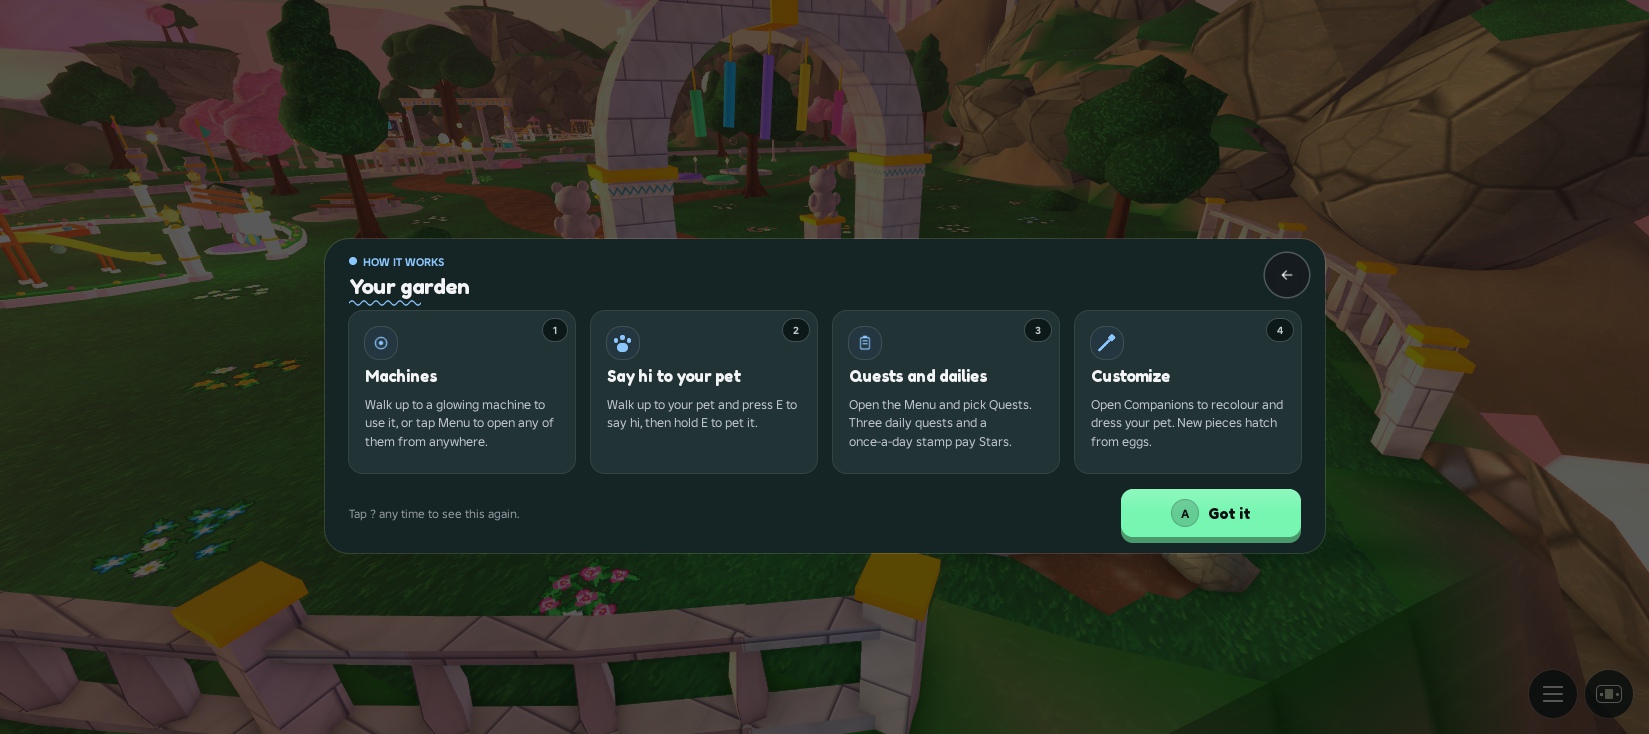 HOW IT WORKS
Your garden
1
Machines
Walk up to a glowing machine to
use it, or tap Menu to open any of
them from anywhere.
2
Say hi to your pet
Walk up to your pet and press E to
say hi, then hold E to pet it.
3
Quests and dailies
Open the Menu and pick Quests.
Three daily quests and a
once-a-day stamp pay Stars.
4
Customize
Open Companions to recolour and
dress your pet. New pieces hatch
from eggs.
Tap ? any time to see this again.
A Got it